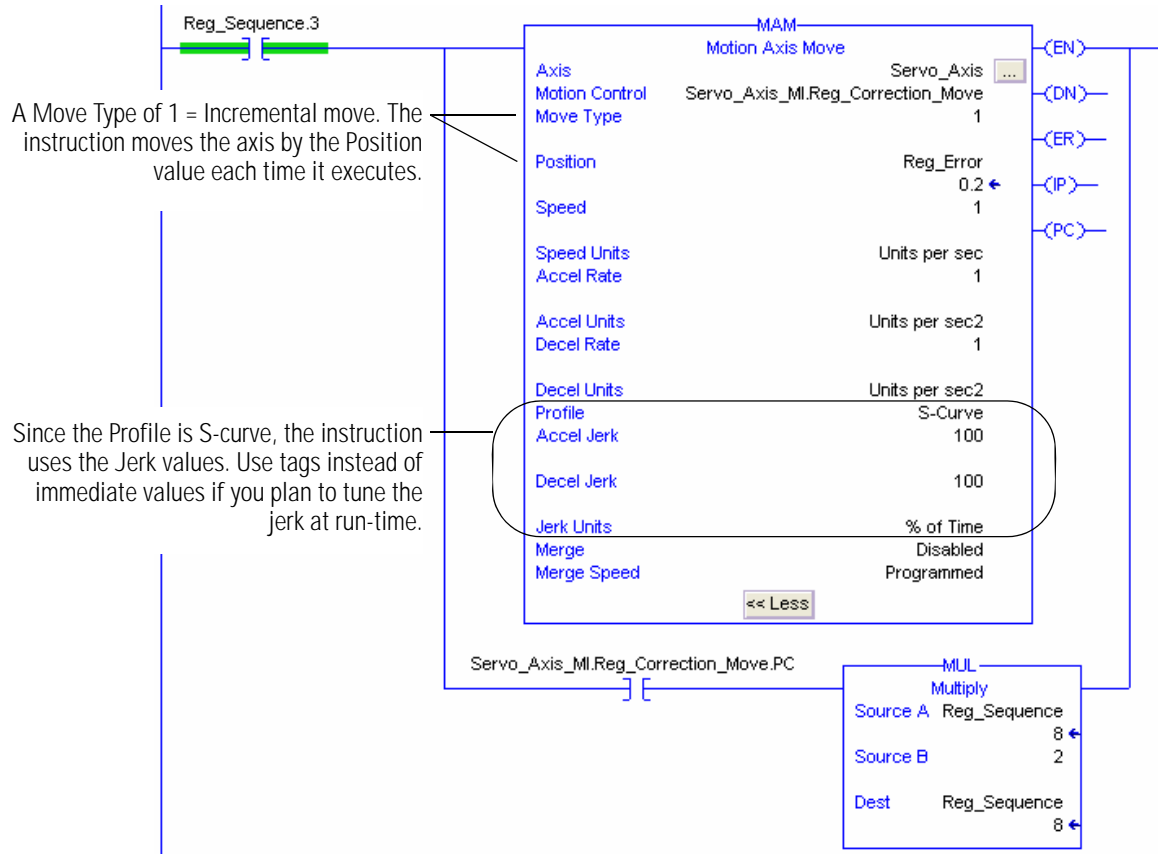 Reg_Sequence.3
MAM
Motion Axis Move
Axis Servo_Axis ...
Motion Control Servo_Axis_MI.Reg_Correction_Move
Move Type 1
Position Reg_Error
0.2
Speed 1
Speed Units Units per sec
Accel Rate 1
Accel Units Units per sec2
Decel Rate 1
Decel Units Units per sec2
Profile S-Curve
Accel Jerk 100
Decel Jerk 100
Jerk Units % of Time
Merge Disabled
Merge Speed Programmed
<< Less
(EN)
(DN)
(ER)
(IP)
(PC)
A Move Type of 1 = Incremental move. The
instruction moves the axis by the Position
value each time it executes.
Since the Profile is S-curve, the instruction
uses the Jerk values. Use tags instead of
immediate values if you plan to tune the
jerk at run-time.
Servo_Axis_MI.Reg_Correction_Move.PC
MUL
Multiply
Source A Reg_Sequence
8
Source B 2
Dest Reg_Sequence
8